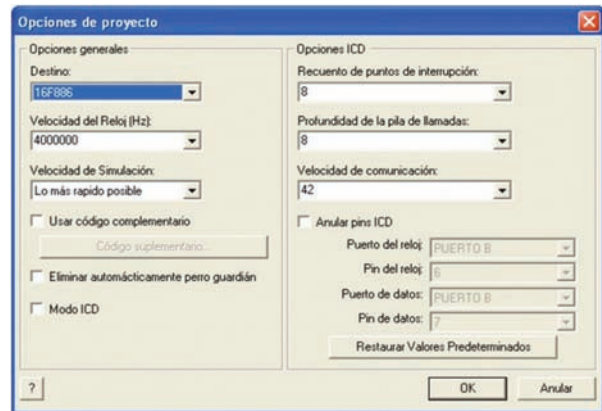 Opciones de proyecto
Opciones generales
Destino:
16F886
Velocidad del Reloj (Hz):
4000000
Velocidad de Simulación:
Lo más rapido posible
Usar código complementario
Código suplementario...
Eliminar automácticamente perro guardián
Modo ICD
Opciones ICD
Recuento de puntos de interrupción:
8
Profundidad de la pila de llamadas:
8
Velocidad de comunicación:
42
Anular pins ICD
Puerto del reloj: PUERTO B
Pin del reloj: 6
Puerto de datos: PUERTO B
Pin de datos: 7
Restaurar Valores Predeterminados
?
OK
Anular